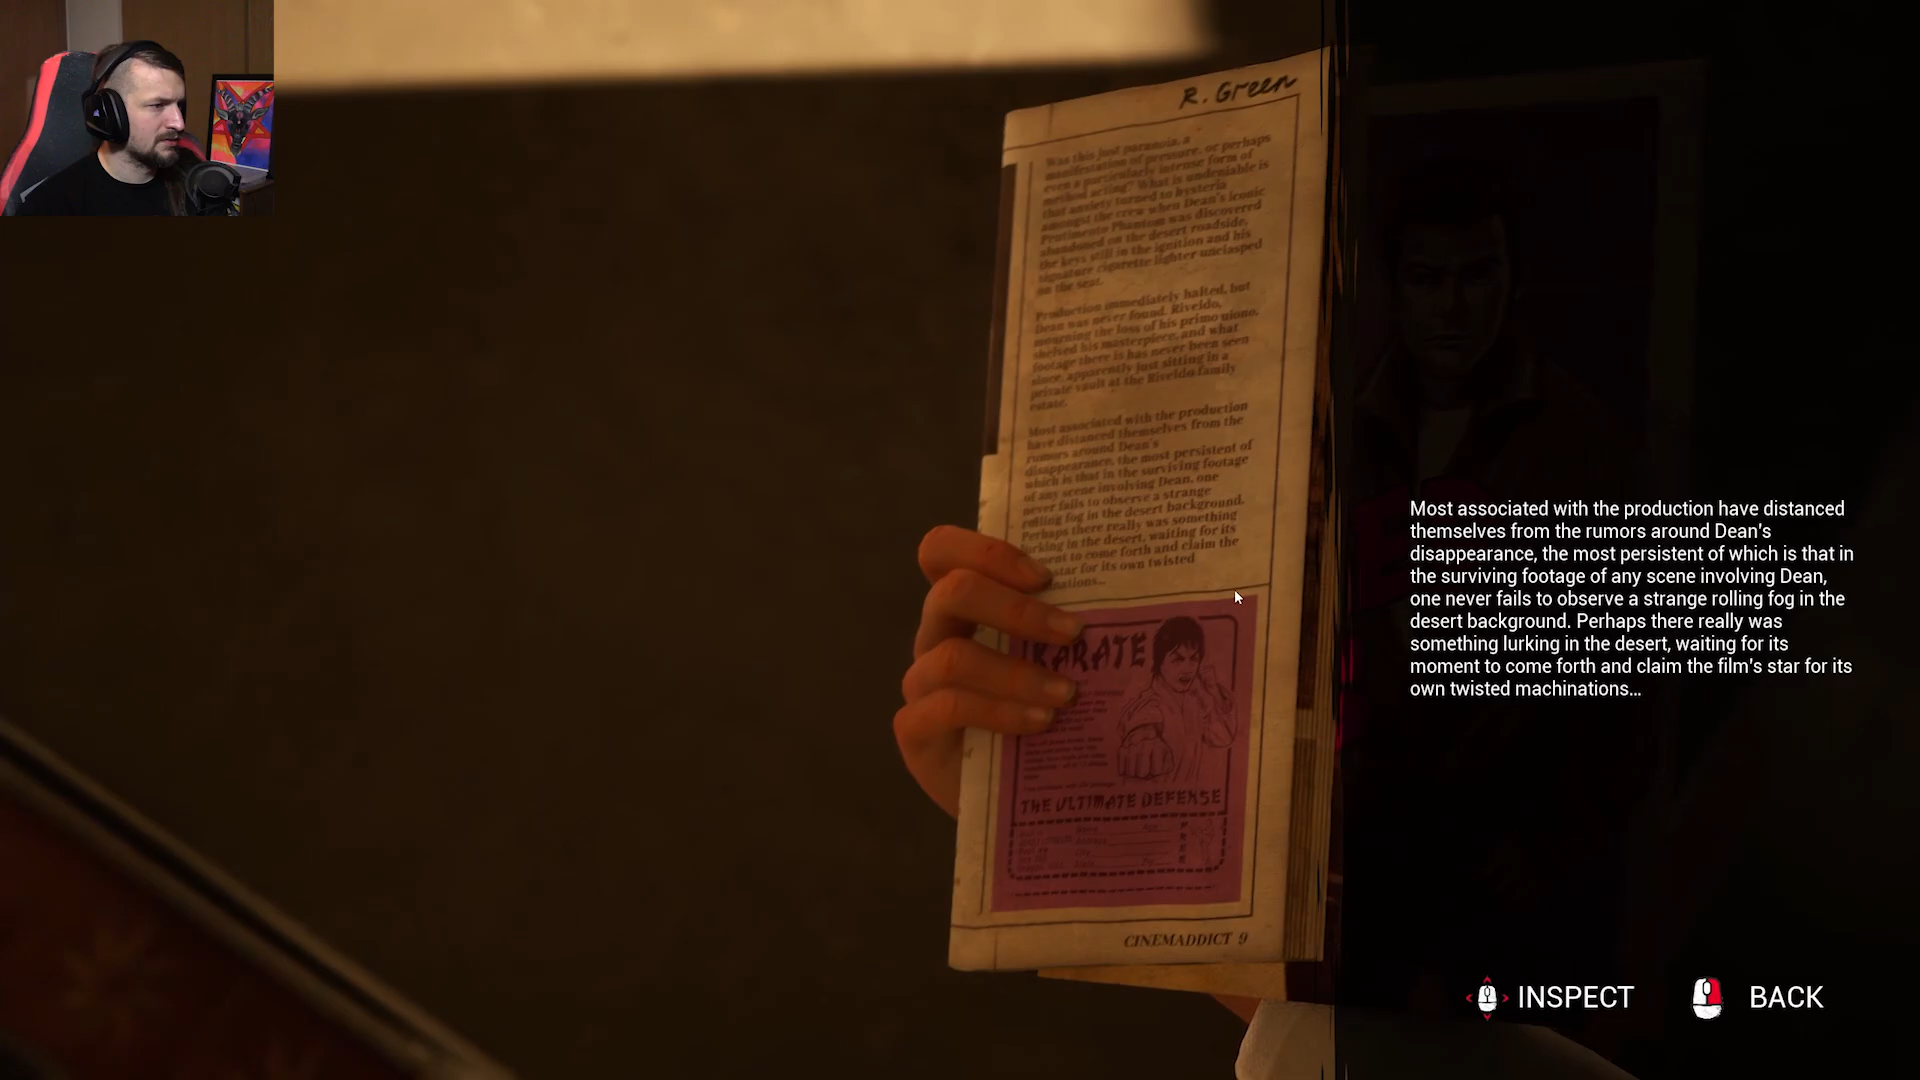 R. Green
Was this just paranoia, a
manifestation of pressure, or perhaps
even a particularly intense form of
method acting? What is undeniable is
that anxiety turned to hysteria
amongst the crew when Dean's iconic
Pentimento Phantom was discovered
abandoned on the desert roadside,
the keys still in the ignition and his
signature cigarette lighter unclasped
on the seat.
Production immediately halted, but
Dean was never found. Riveldo,
mourning the loss of his primo uomo,
shelved his masterpiece, and what
footage there is has never been seen
since, apparently just sitting in a
private vault at the Riveldo family
estate.
Most associated with the production
have distanced themselves from the
rumors around Dean's
disappearance, the most persistent of
which is that in the surviving footage
of any scene involving Dean, one
never fails to observe a strange
rolling fog in the desert background.
Perhaps there really was something
lurking in the desert, waiting for its
moment to come forth and claim the
star for its own twisted
KARATE
THE ULTIMATE DEFENSE
CINEMADDICT 9
Most associated with the production have distanced
themselves from the rumors around Dean's
disappearance, the most persistent of which is that in
the surviving footage of any scene involving Dean,
one never fails to observe a strange rolling fog in the
desert background. Perhaps there really was
something lurking in the desert, waiting for its
moment to come forth and claim the film's star for its
own twisted machinations...
INSPECT
BACK